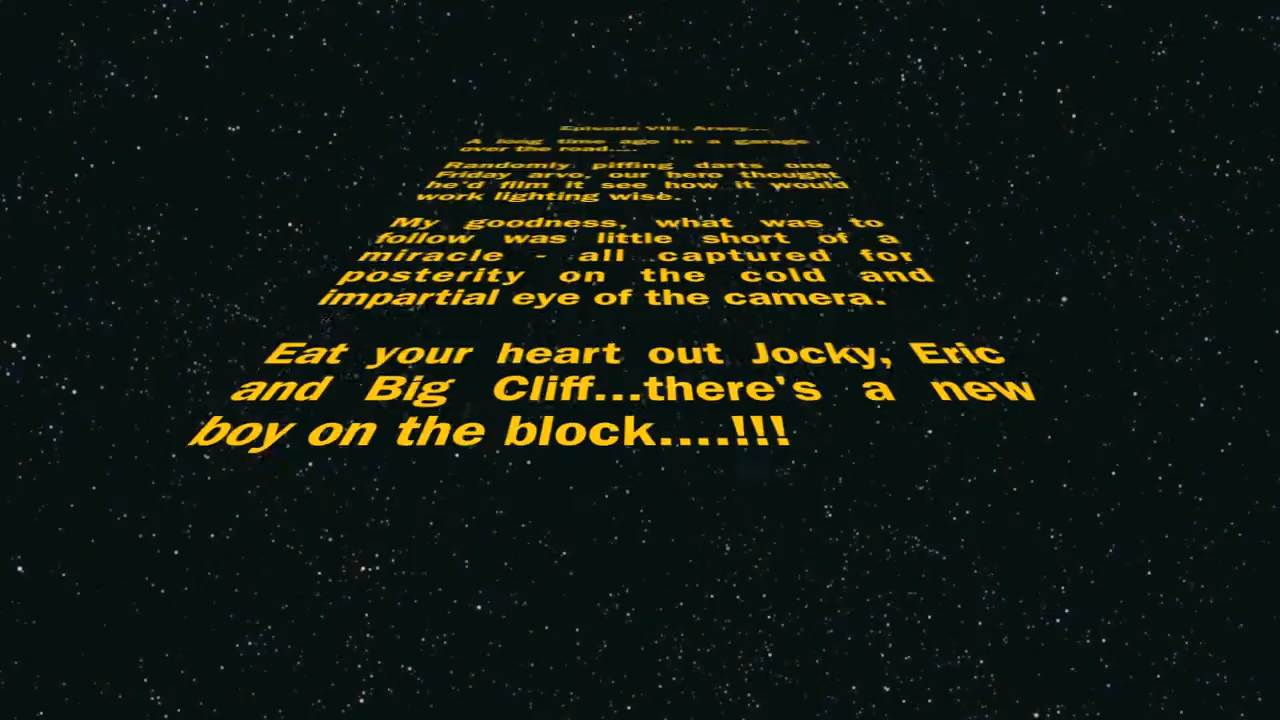 Episode VIII. Arsey....
A long time ago in a garage
over the road....
Randomly piffing darts one
Friday arvo, our hero thought
he'd film it see how it would
work lighting wise.
My goodness, what was to
follow was little short of a
miracle - all captured for
posterity on the cold and
impartial eye of the camera.
Eat your heart out Jocky, Eric
and Big Cliff...there's a new
boy on the block....!!!